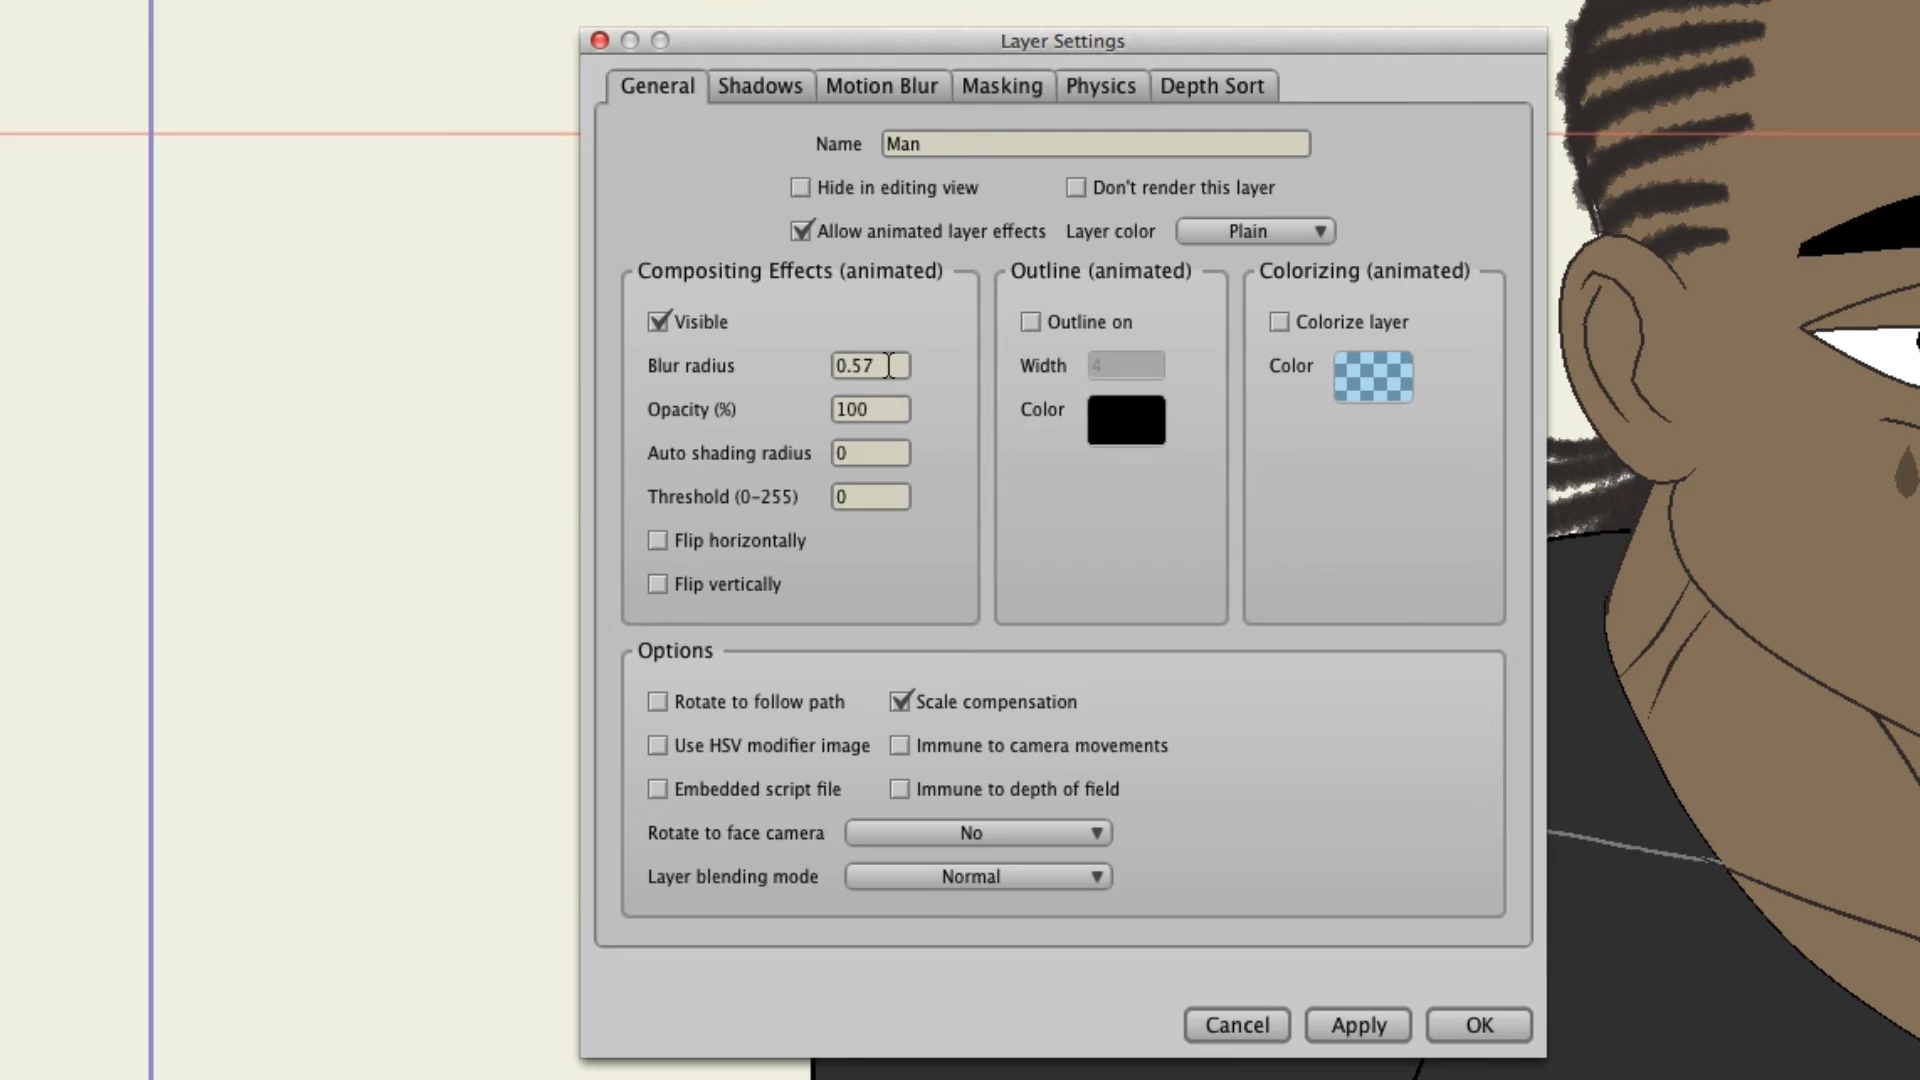 Layer Settings
General Shadows Motion Blur Masking Physics Depth Sort
Name Man
Hide in editing view Don't render this layer
Allow animated layer effects Layer color Plain
Compositing Effects (animated) Outline (animated) Colorizing (animated)
Visible Outline on Colorize layer
Blur radius 0.57 Width 4 Color
Opacity (%) 100 Color
Auto shading radius 0
Threshold (0-255) 0
Flip horizontally
Flip vertically
Options
Rotate to follow path Scale compensation
Use HSV modifier image Immune to camera movements
Embedded script file Immune to depth of field
Rotate to face camera No
Layer blending mode Normal
Cancel Apply OK